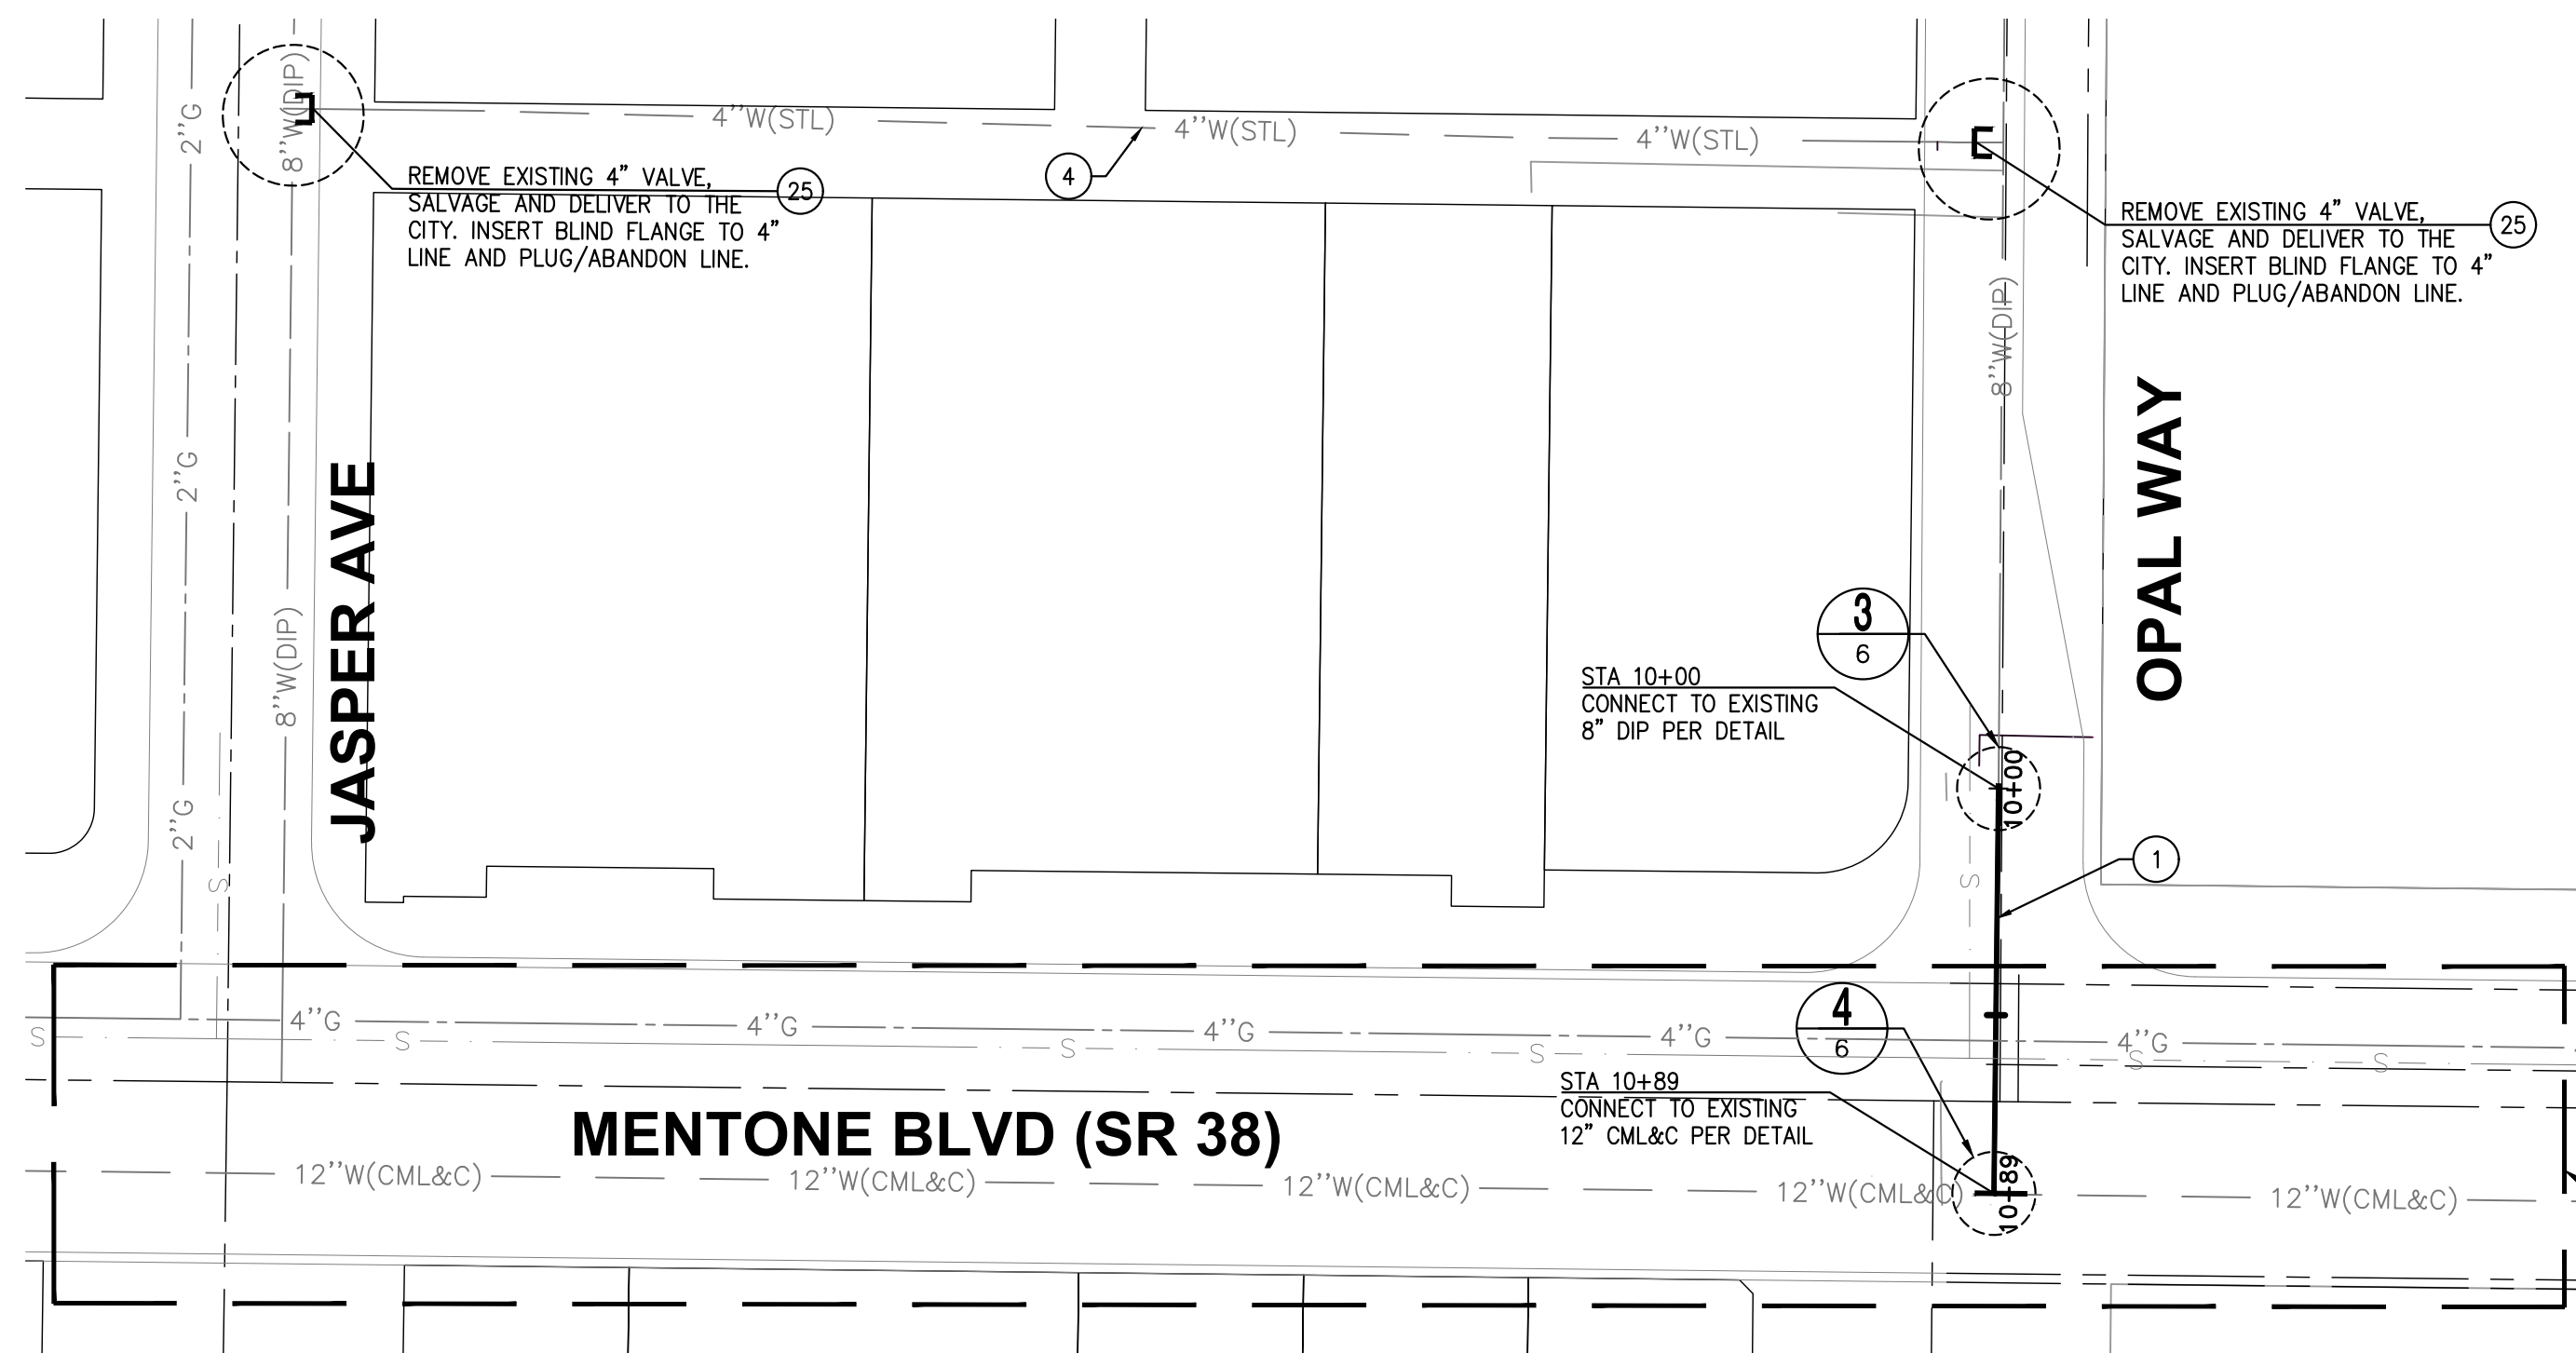 2''G
8''W(DIP)
4''W(STL)
4''W(STL)
4''W(STL)
4
REMOVE EXISTING 4" VALVE,
SALVAGE AND DELIVER TO THE
CITY. INSERT BLIND FLANGE TO 4"
LINE AND PLUG/ABANDON LINE.
25
REMOVE EXISTING 4" VALVE,
SALVAGE AND DELIVER TO THE
CITY. INSERT BLIND FLANGE TO 4"
LINE AND PLUG/ABANDON LINE.
25
8''W(DIP)
2''G
JASPER AVE
OPAL WAY
8''W(DIP)
3
6
STA 10+00
CONNECT TO EXISTING
8" DIP PER DETAIL
10+00
2''G
S
S
1
4''G
4''G
4''G
4''G
4''G
S
S
S
S
S
S
4
6
STA 10+89
CONNECT TO EXISTING
12" CML&C PER DETAIL
MENTONE BLVD (SR 38)
10+89
12''W(CML&C)
12''W(CML&C)
12''W(CML&C)
12''W(CML&C)
12''W(CML&C)